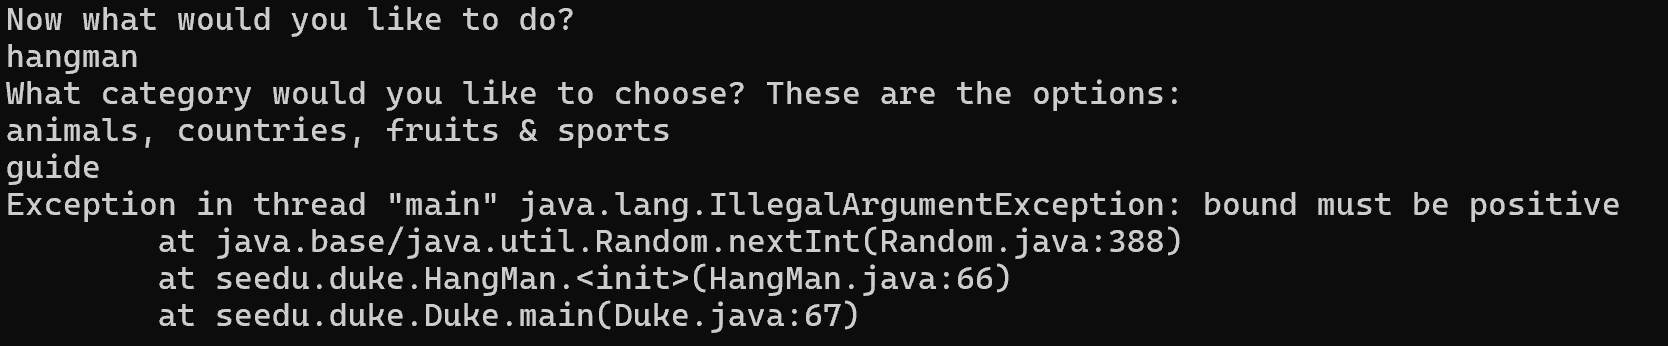 Now what would you like to do?
hangman
What category would you like to choose? These are the options:
animals, countries, fruits & sports
guide
Exception in thread "main" java.lang.IllegalArgumentException: bound must be positive
        at java.base/java.util.Random.nextInt(Random.java:388)
        at seedu.duke.HangMan.<init>(HangMan.java:66)
        at seedu.duke.Duke.main(Duke.java:67)